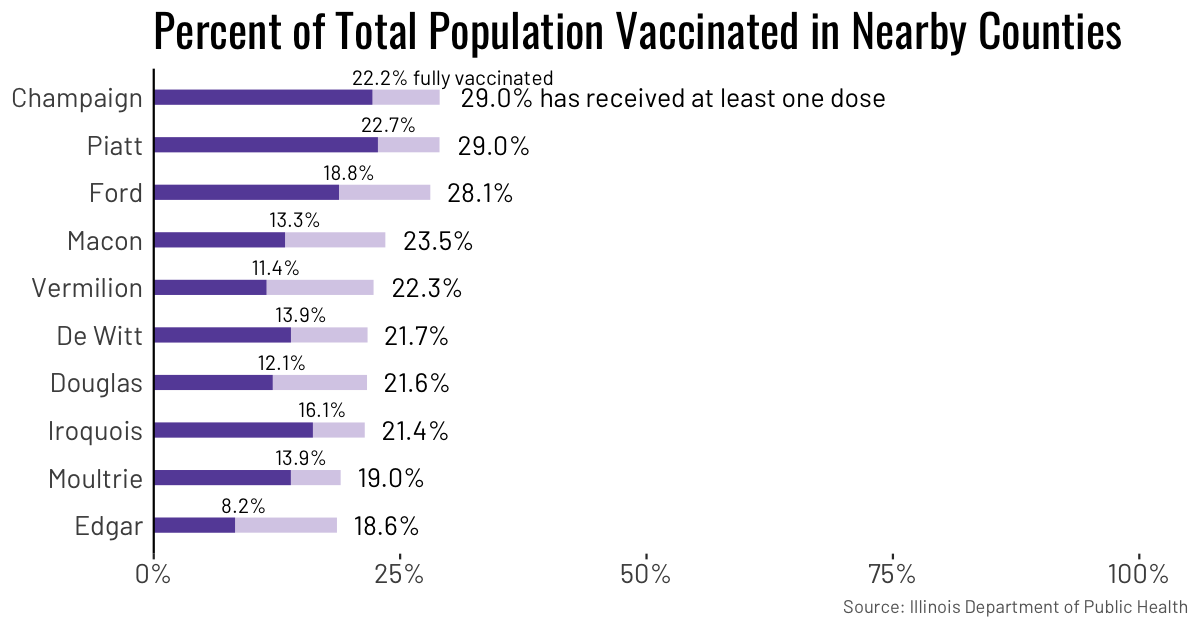 Percent of Total Population Vaccinated in Nearby Counties
22.2% fully vaccinated
Champaign 29.0% has received at least one dose
22.7%
Piatt 29.0%
18.8%
Ford 28.1%
13.3%
Macon 23.5%
11.4%
Vermilion 22.3%
13.9%
De Witt 21.7%
12.1%
Douglas 21.6%
16.1%
Iroquois 21.4%
13.9%
Moultrie 19.0%
8.2%
Edgar 18.6%
0% 25% 50% 75% 100%
Source: Illinois Department of Public Health